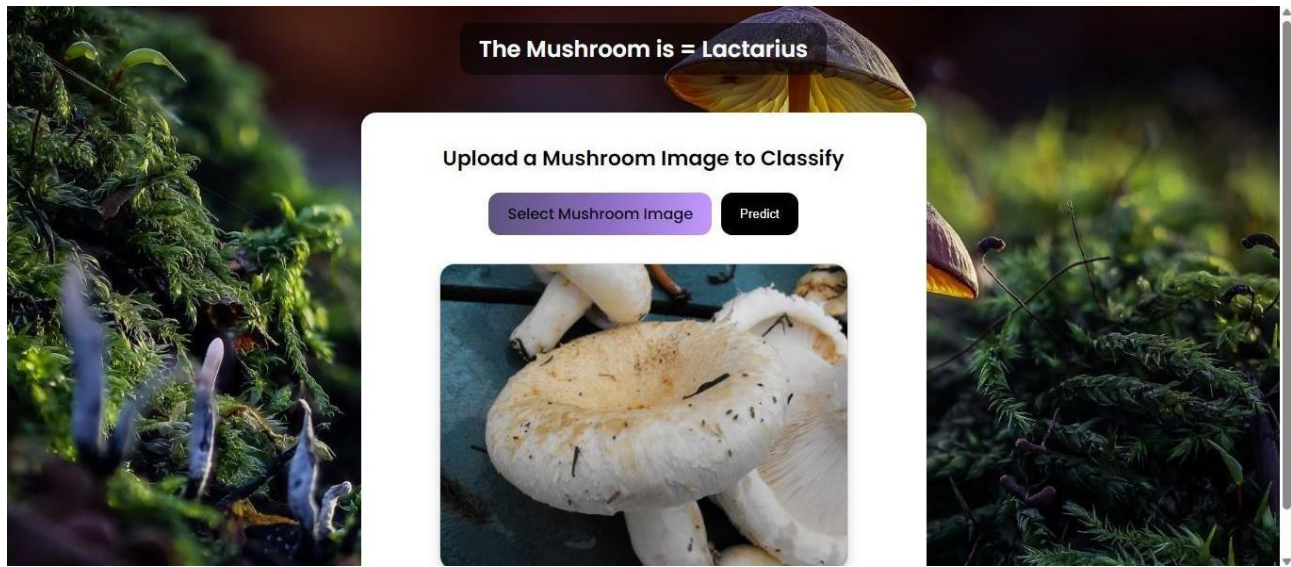 The Mushroom is = Lactarius
Upload a Mushroom Image to Classify
Select Mushroom Image
Predict